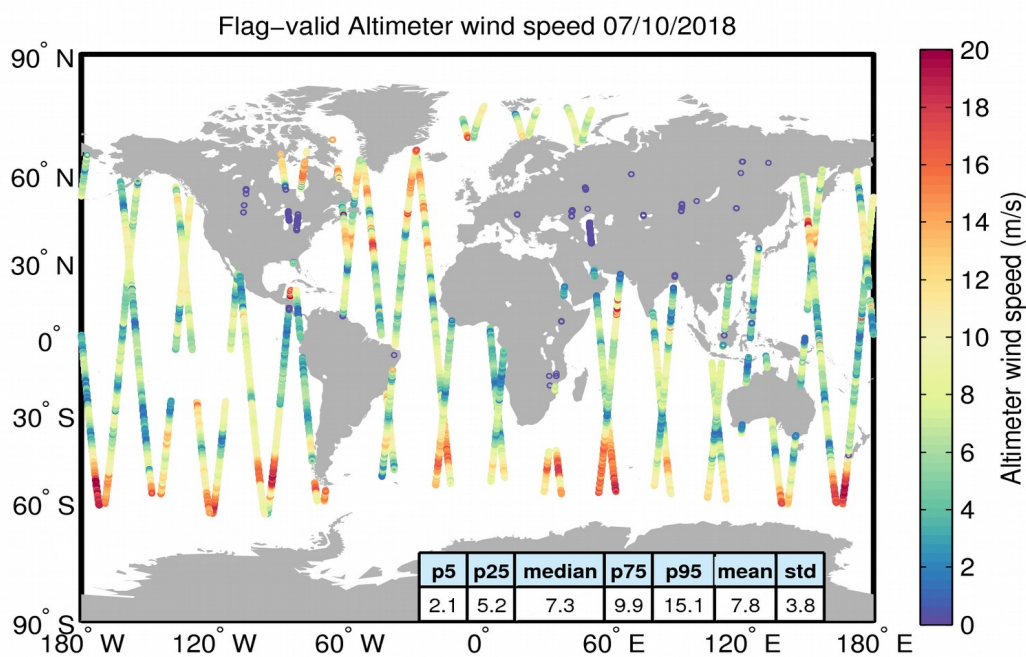 Flag−valid Altimeter wind speed 07/10/2018
90° N
60° N
30° N
0°
30° S
60° S
90° S
180° W
120° W
60° W
0°
60° E
120° E
180° E
20
18
16
14
12
10
8
6
4
2
0
Altimeter wind speed (m/s)
p5 p25 median p75 p95 mean std
2.1 5.2 7.3 9.9 15.1 7.8 3.8